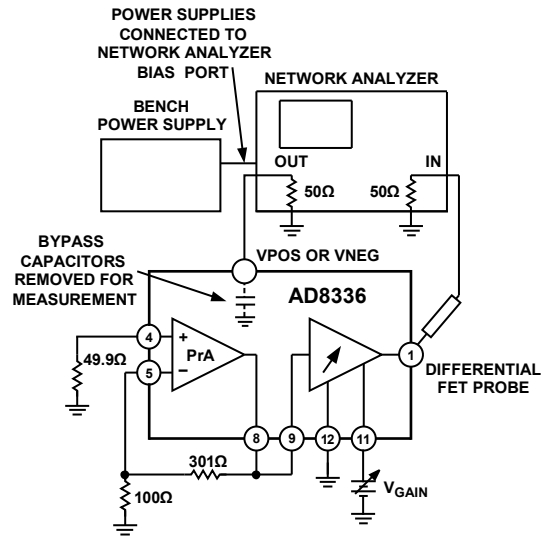 POWER SUPPLIES
CONNECTED TO
NETWORK ANALYZER
BIAS PORT
NETWORK ANALYZER
BENCH
POWER SUPPLY
OUT
IN
50Ω
50Ω
BYPASS
CAPACITORS
REMOVED FOR
MEASUREMENT
VPOS OR VNEG
AD8336
4
+
PrA
5
−
49.9Ω
1
DIFFERENTIAL
FET PROBE
8
9
12
11
301Ω
100Ω
VGAIN